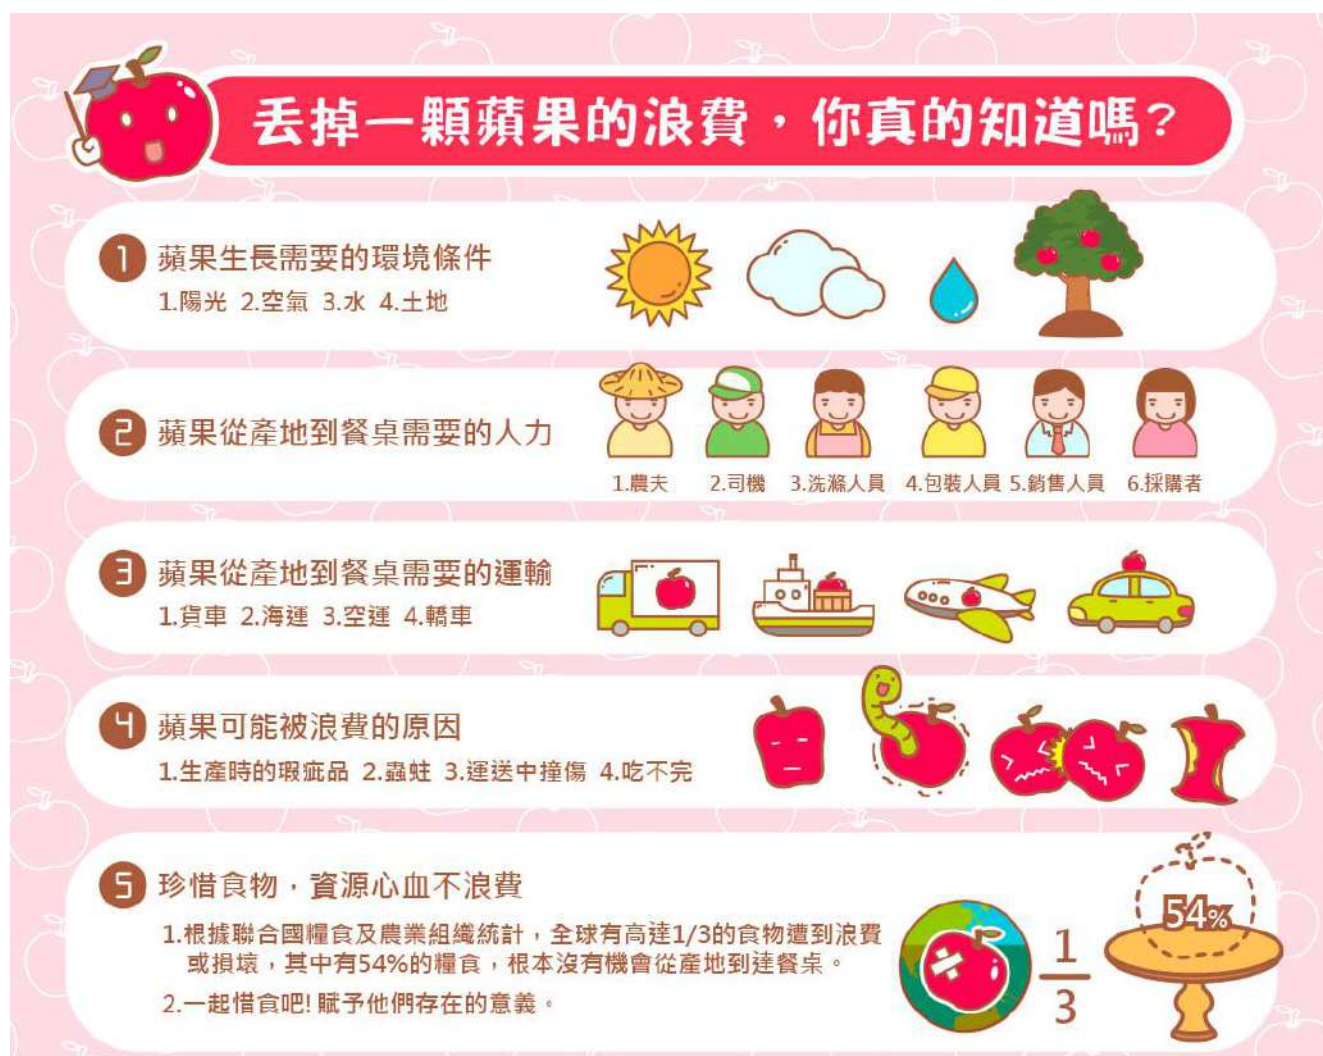 丟掉一顆蘋果的浪費，你真的知道嗎？
1 蘋果生長需要的環境條件
1.陽光 2.空氣 3.水 4.土地
2 蘋果從產地到餐桌需要的人力
1.農夫 2.司機 3.洗滌人員 4.包裝人員 5.銷售人員 6.採購者
3 蘋果從產地到餐桌需要的運輸
1.貨車 2.海運 3.空運 4.轎車
4 蘋果可能被浪費的原因
1.生產時的瑕疵品 2.蟲蛀 3.運送中撞傷 4.吃不完
5 珍惜食物，資源心血不浪費
1.根據聯合國糧食及農業組織統計，全球有高達1/3的食物遭到浪費
或損壞，其中有54%的糧食，根本沒有機會從產地到達餐桌。
2.一起惜食吧! 賦予他們存在的意義。
1
3
54%